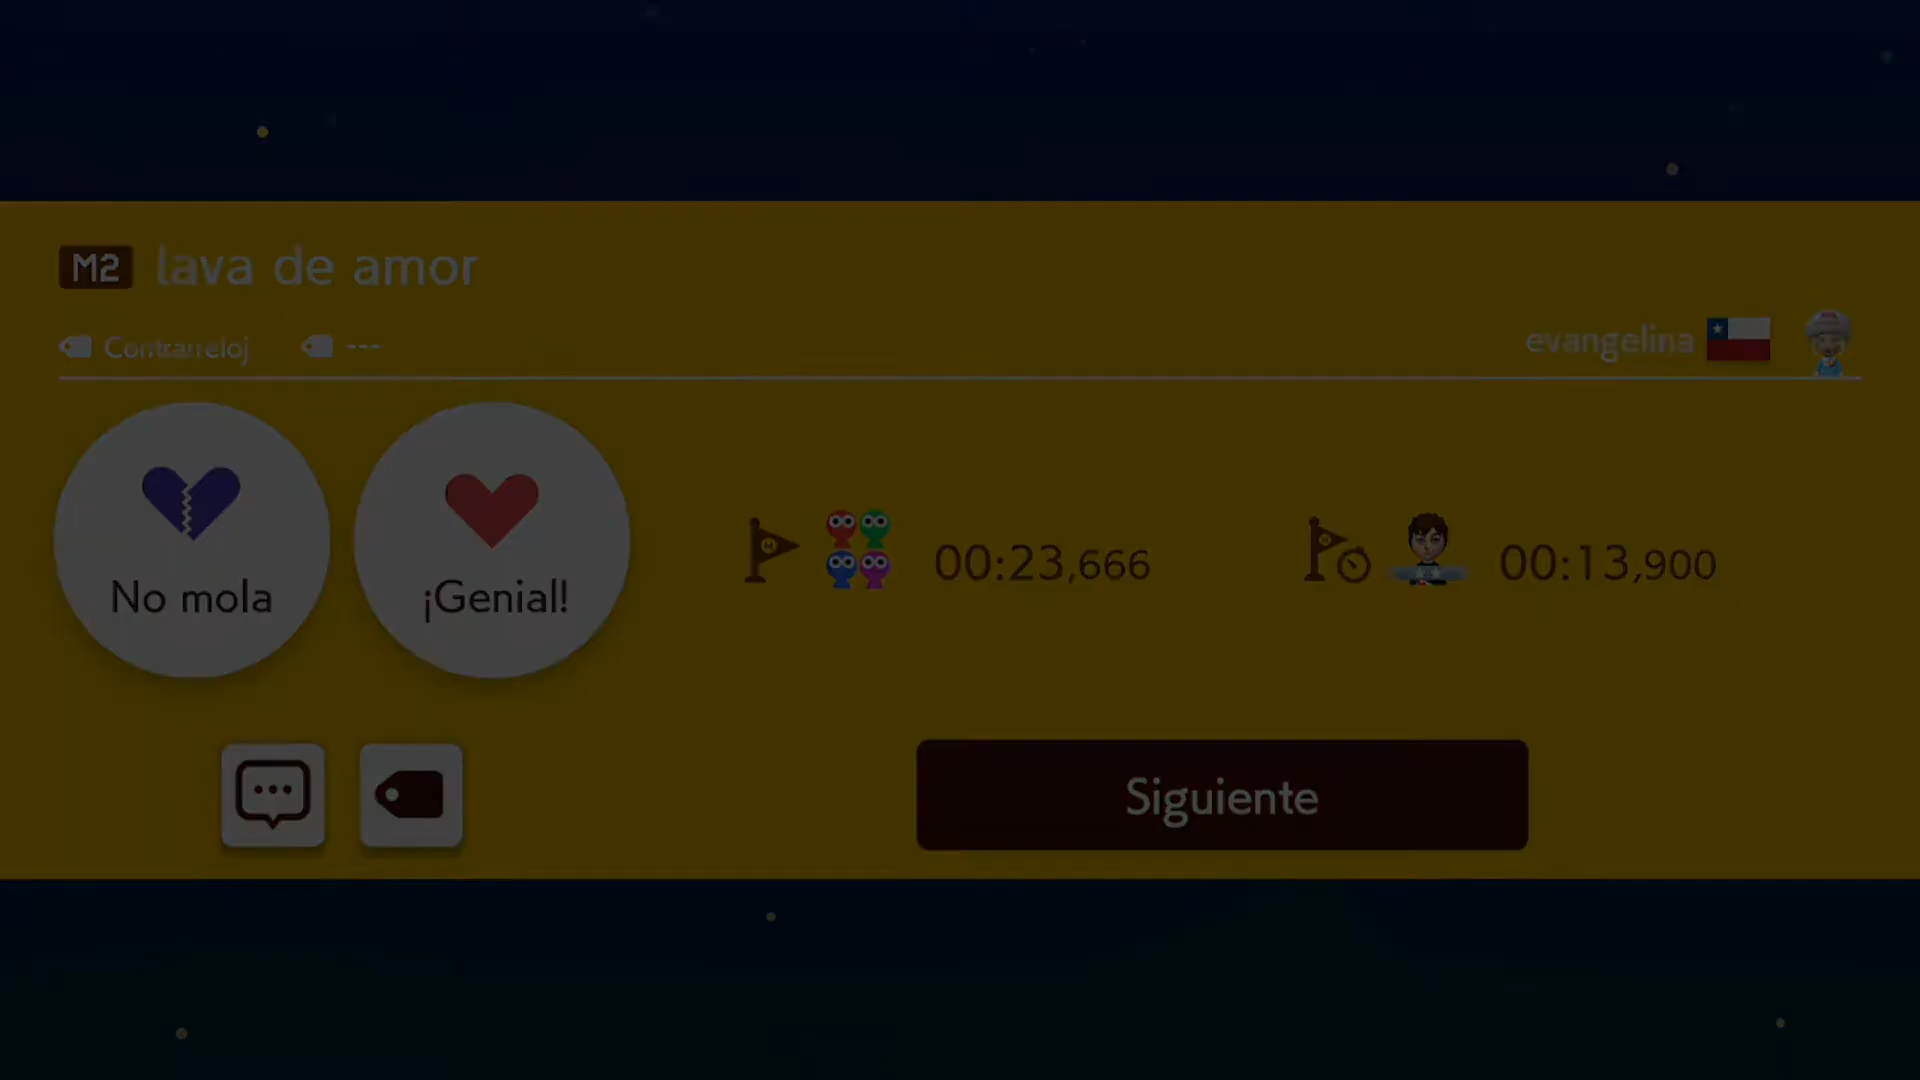 M2 lava de amor
Contrarreloj ---
evangelina
No mola
¡Genial!
00:23,666
00:13,900
Siguiente